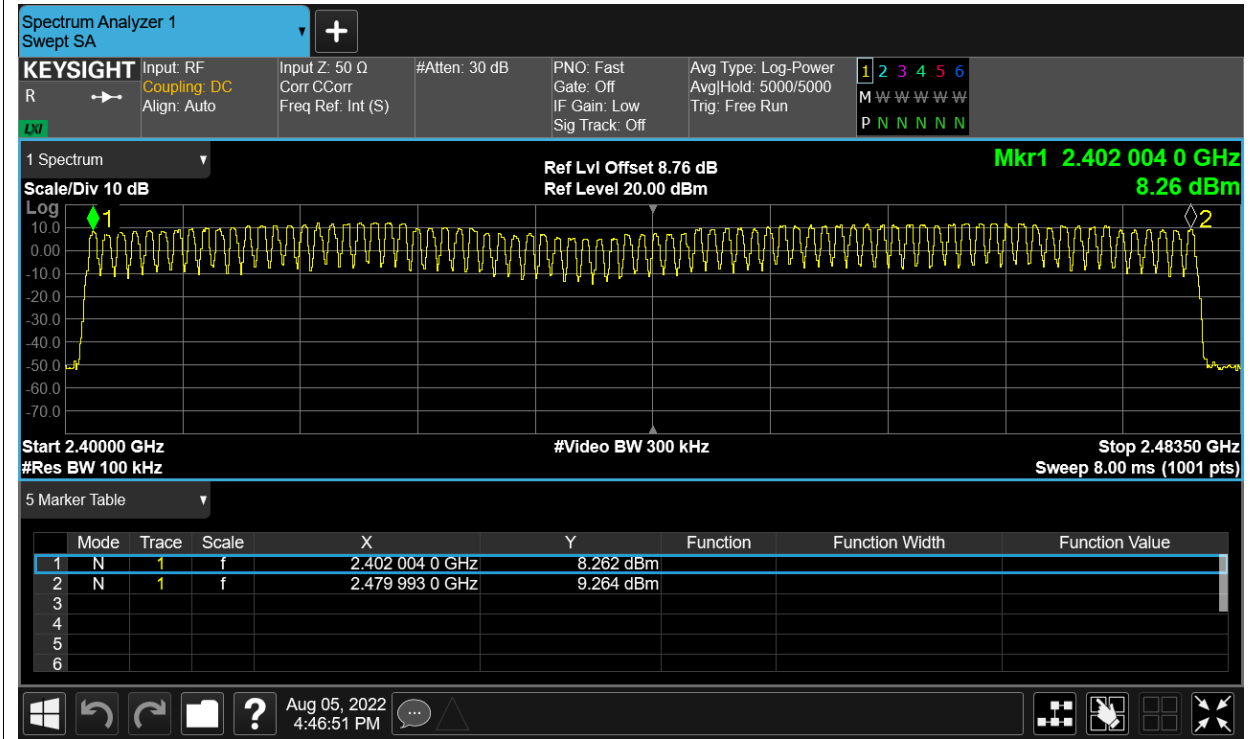 Spectrum Analyzer 1
Swept SA
+
KEYSIGHT
R
LXI
Input: RF
Coupling: DC
Align: Auto
Input Z: 50 Ω
Corr CCorr
Freq Ref: Int (S)
#Atten: 30 dB
PNO: Fast
Gate: Off
IF Gain: Low
Sig Track: Off
Avg Type: Log-Power
Avg|Hold: 5000/5000
Trig: Free Run
1 2 3 4 5 6
M W W W W W
P N N N N N
1 Spectrum
Scale/Div 10 dB
Ref Lvl Offset 8.76 dB
Ref Level 20.00 dBm
Mkr1 2.402 004 0 GHz
8.26 dBm
Log
1
2
10.0
0.00
-10.0
-20.0
-30.0
-40.0
-50.0
-60.0
-70.0
Start 2.40000 GHz
#Video BW 300 kHz
Stop 2.48350 GHz
#Res BW 100 kHz
Sweep 8.00 ms (1001 pts)
5 Marker Table
Mode Trace Scale X Y Function Function Width Function Value
1 N 1 f 2.402 004 0 GHz 8.262 dBm
2 N 1 f 2.479 993 0 GHz 9.264 dBm
3
4
5
6
?
Aug 05, 2022
4:46:51 PM